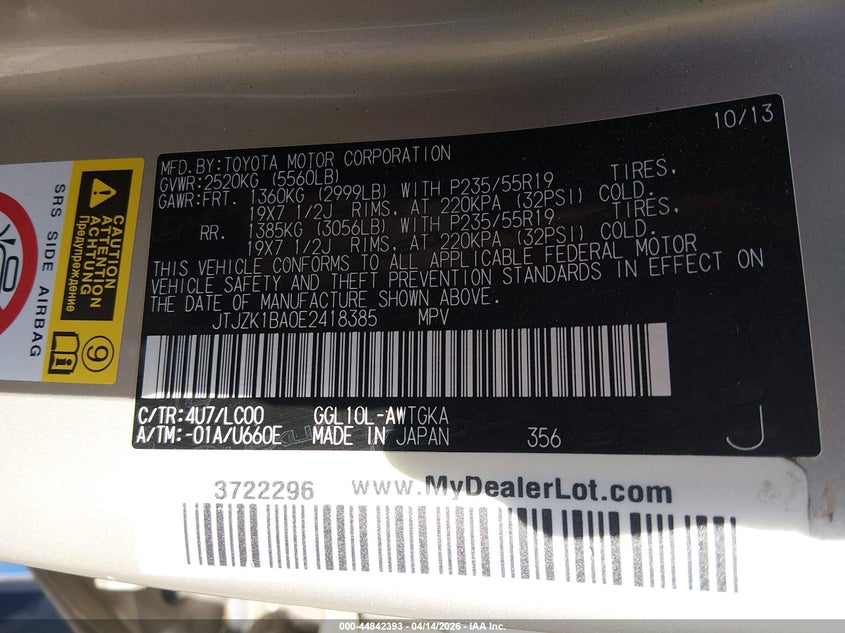 10/13
MFD.BY:TOYOTA MOTOR CORPORATION
GVWR:2520KG (5560LB)
GAWR:FRT. 1360KG (2999LB) WITH P235/55R19 TIRES,
19X7 1/2J RIMS, AT 220KPA (32PSI) COLD.
RR. 1385KG (3056LB) WITH P235/55R19 TIRES,
19X7 1/2J RIMS, AT 220KPA (32PSI) COLD.
THIS VEHICLE CONFORMS TO ALL APPLICABLE FEDERAL MOTOR
VEHICLE SAFETY AND THEFT PREVENTION STANDARDS IN EFFECT ON
THE DATE OF MANUFACTURE SHOWN ABOVE.
JTJZK1BA0E2418385 MPV
C/TR:4U7/LC00 GGL10L-AWTGKA
A/TM:-01A/U660E MADE IN JAPAN 356 J
SRS SIDE AIRBAG
CAUTION
ATTENTION
ACHTUNG
Предупреждение
9
3722296 www.MyDealerLot.com
000-44842393 - 04/14/2026 - IAA Inc.